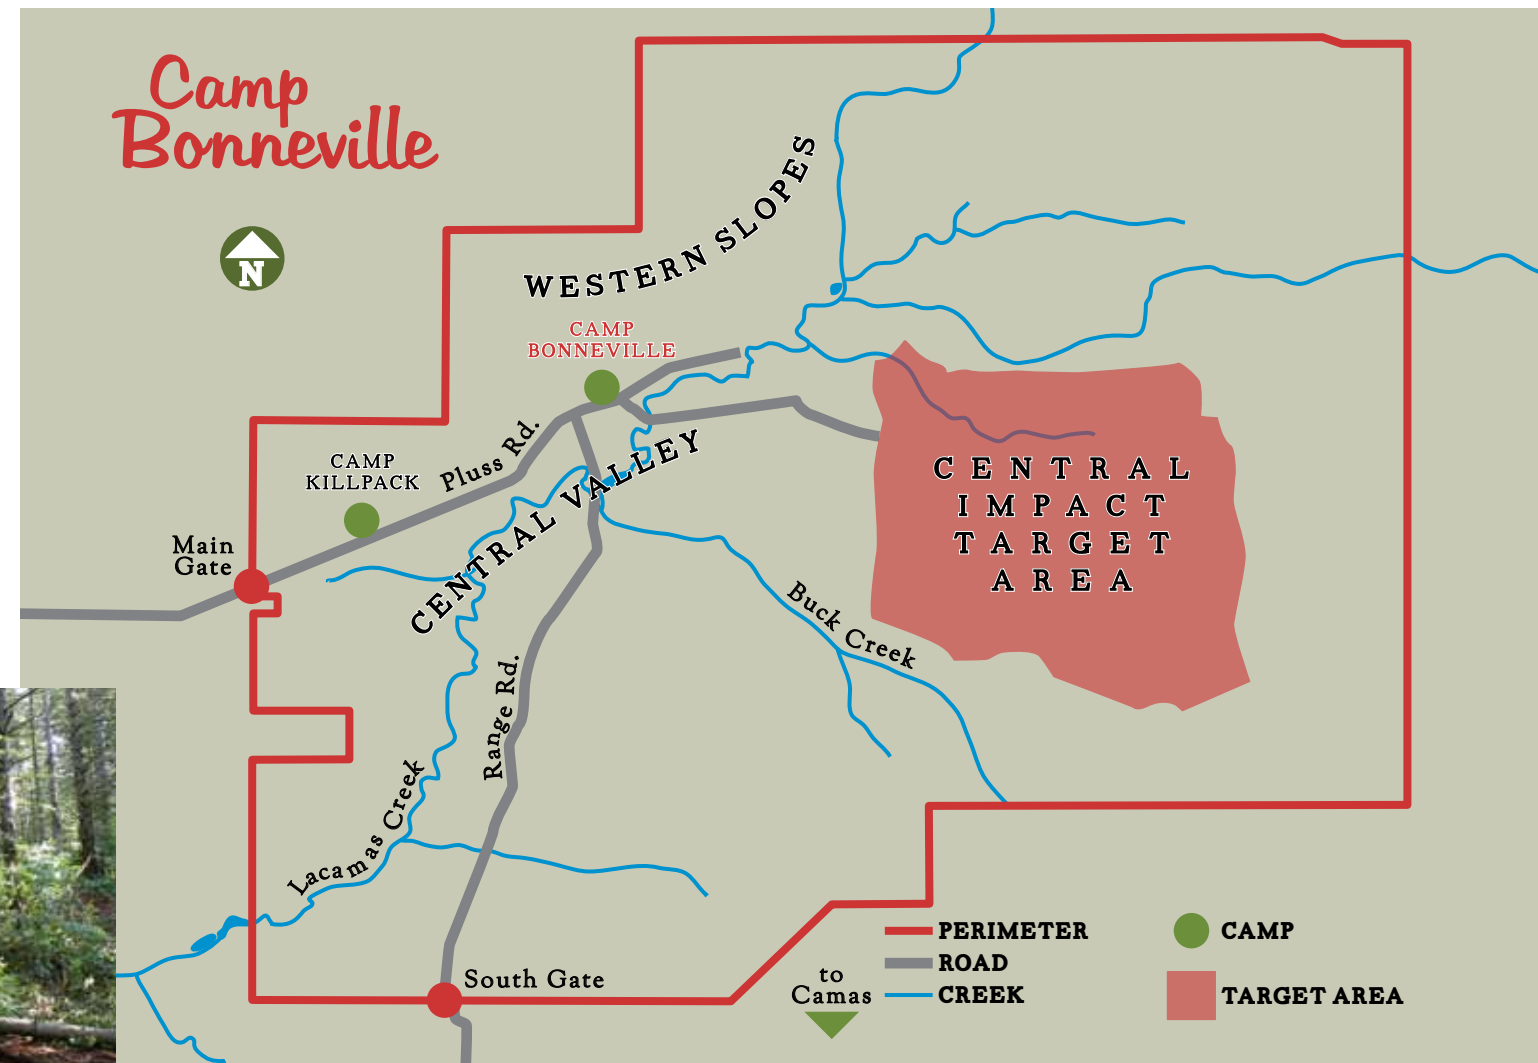 Camp
Bonneville
N
WESTERN SLOPES
CAMP
BONNEVILLE
CAMP
KILLPACK
Pluss Rd.
CENTRAL VALLEY
CENTRAL
IMPACT
TARGET
AREA
Main
Gate
Buck Creek
Range Rd.
Lacamas Creek
South Gate
to
Camas
PERIMETER
ROAD
CREEK
CAMP
TARGET AREA